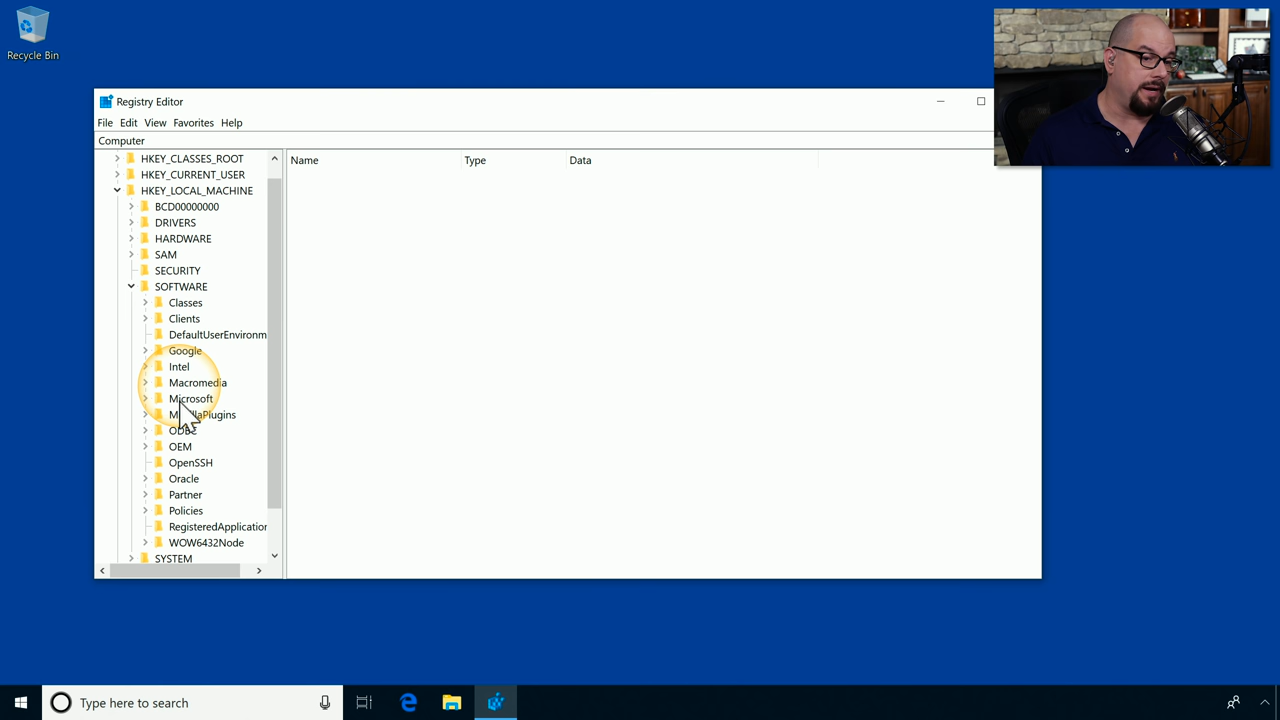 Recycle Bin
Registry Editor
File Edit View Favorites Help
Computer
Name Type Data
HKEY_CLASSES_ROOT
HKEY_CURRENT_USER
HKEY_LOCAL_MACHINE
BCD00000000
DRIVERS
HARDWARE
SAM
SECURITY
SOFTWARE
Classes
Clients
DefaultUserEnvironm
Google
Intel
Macromedia
Microsoft
ODBC
OEM
OpenSSH
Oracle
Partner
Policies
RegisteredApplication
WOW6432Node
SYSTEM
Type here to search